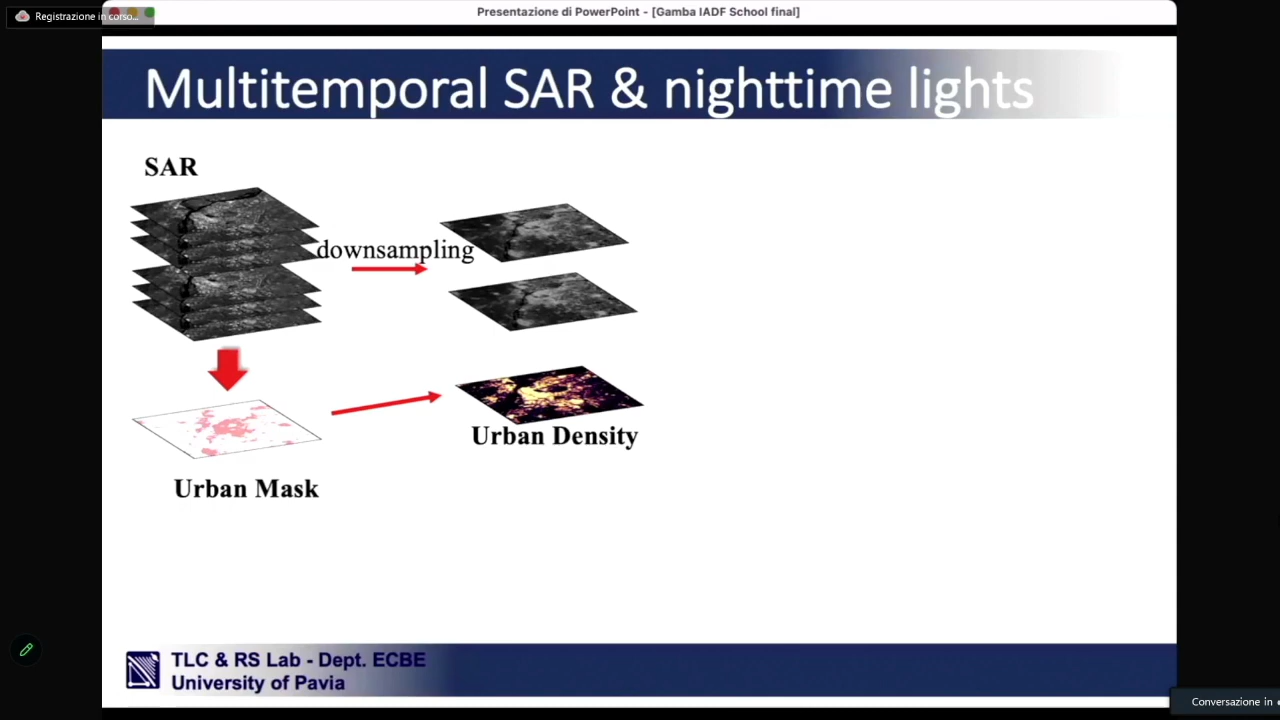 Registrazione in corso...
Presentazione di PowerPoint - [Gamba IADF School final]
Multitemporal SAR & nighttime lights
SAR
downsampling
Urban Density
Urban Mask
TLC & RS Lab - Dept. ECBE
University of Pavia
Conversazione in